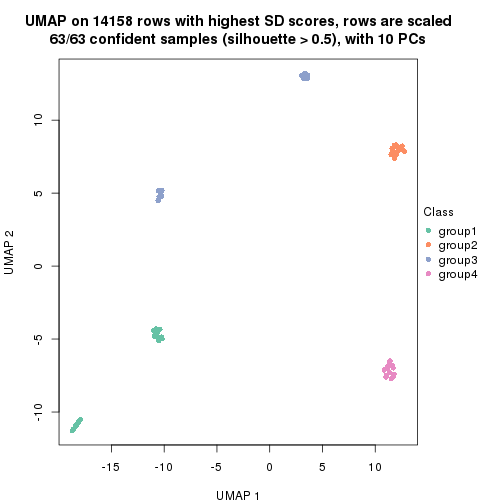 UMAP on 14158 rows with highest SD scores, rows are scaled
63/63 confident samples (silhouette > 0.5), with 10 PCs
10
5
0
-5
-10
UMAP 2
-15
-10
-5
0
5
10
UMAP 1
Class
group1
group2
group3
group4